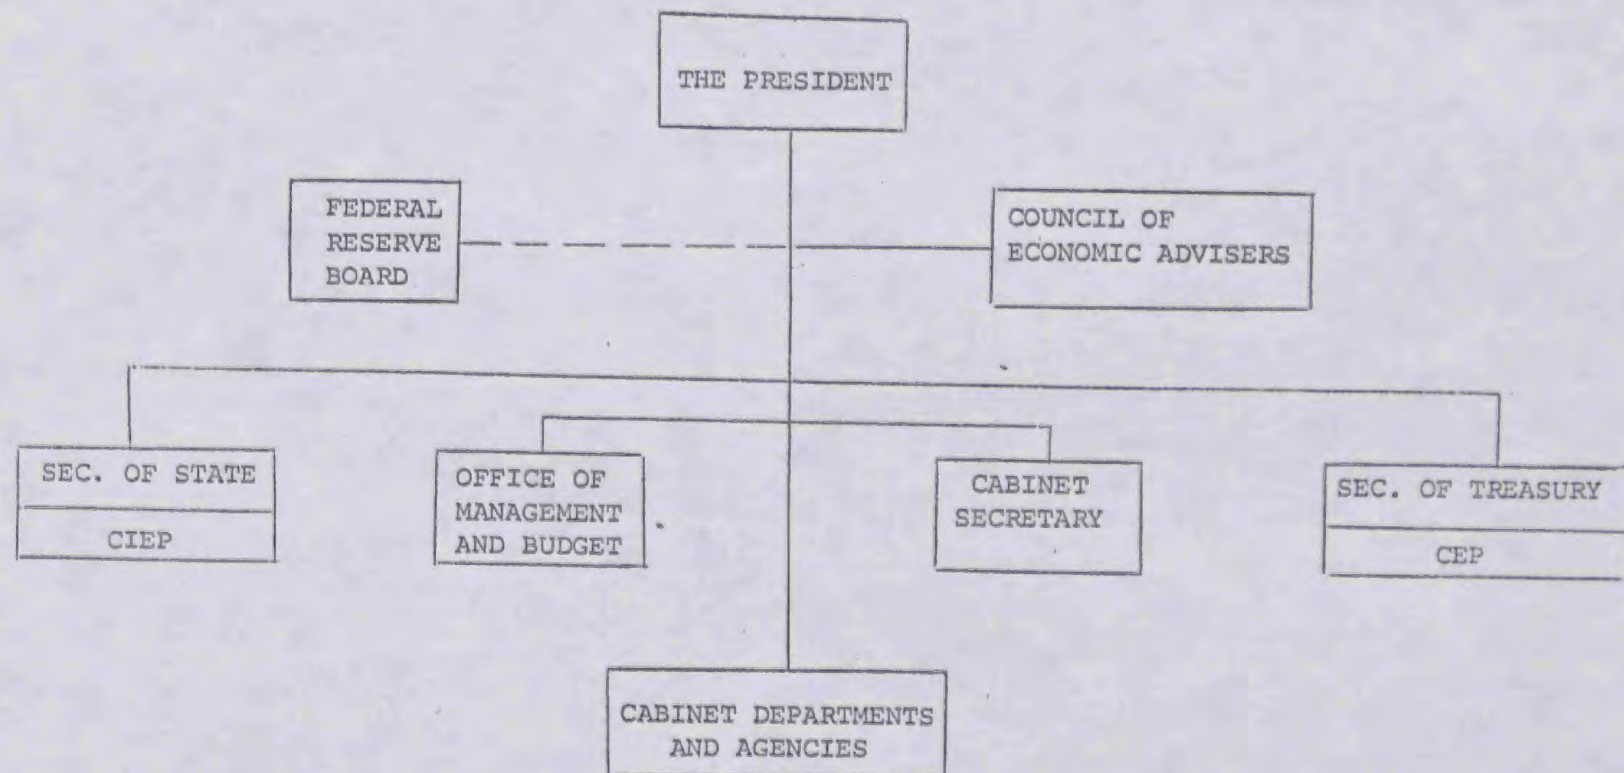 THE PRESIDENT
FEDERAL
RESERVE
BOARD
COUNCIL OF
ECONOMIC ADVISERS
SEC. OF STATE
CIEP
OFFICE OF
MANAGEMENT
AND BUDGET
CABINET
SECRETARY
SEC. OF TREASURY
CEP
CABINET DEPARTMENTS
AND AGENCIES